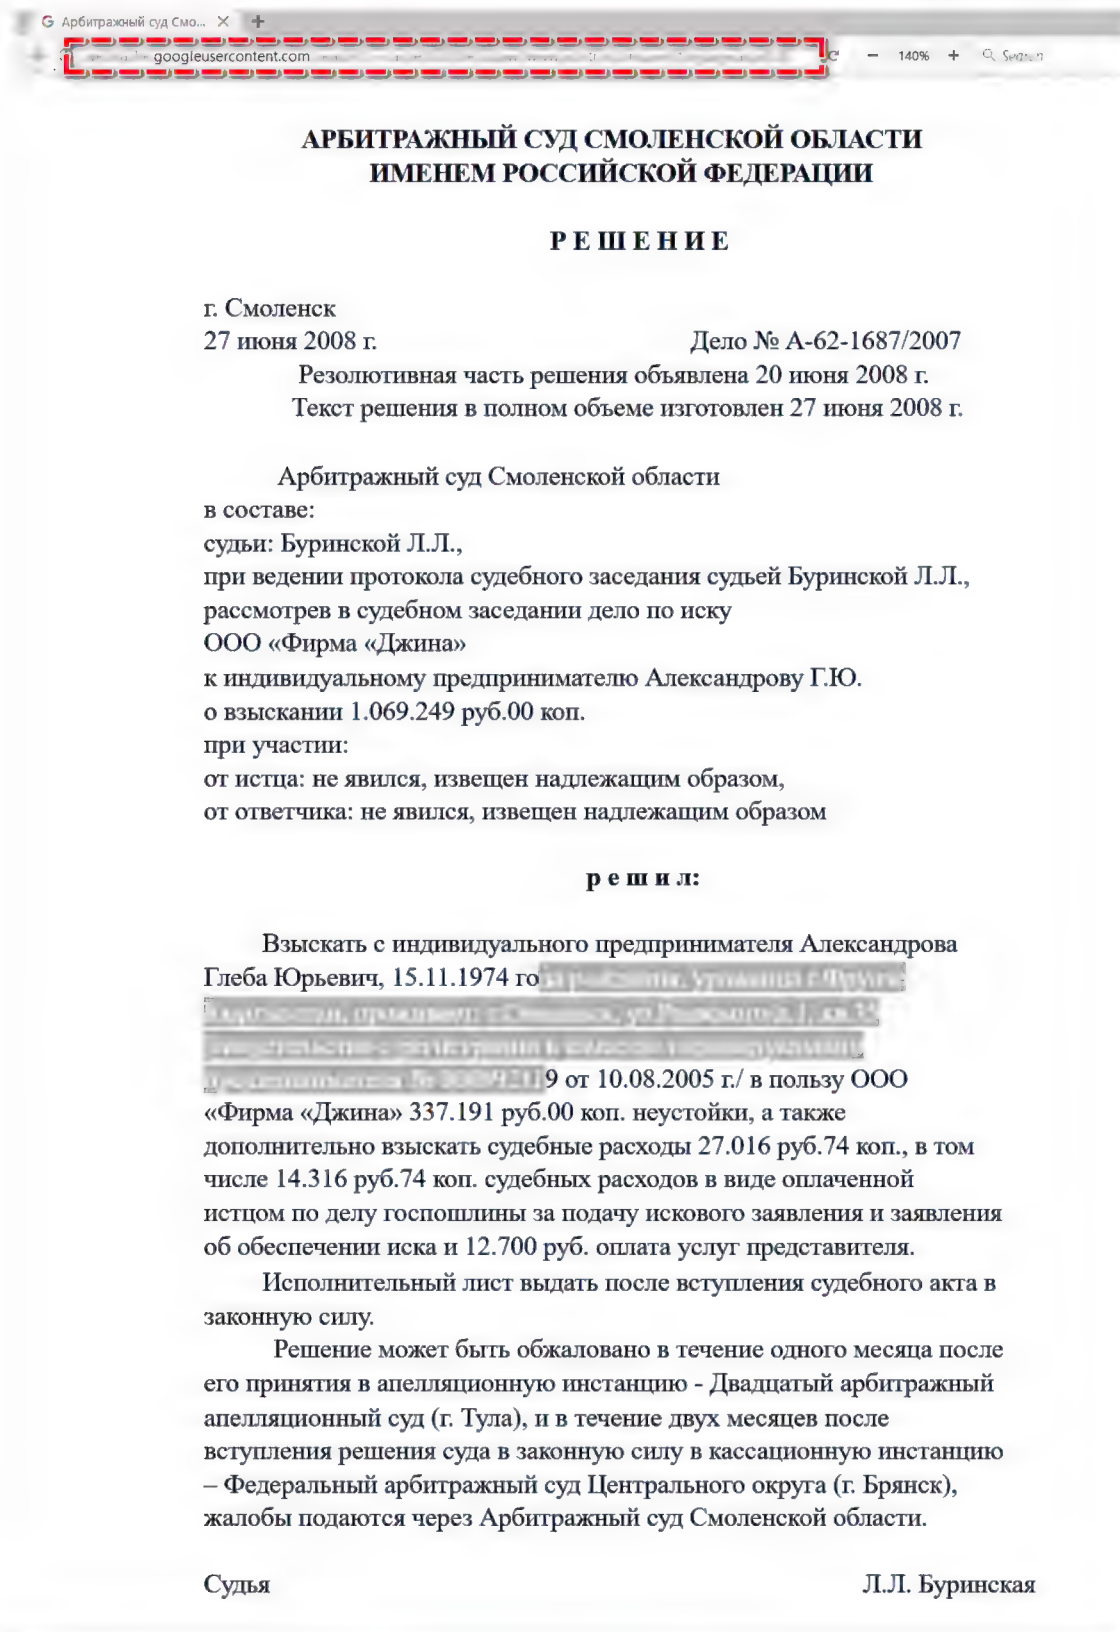 Арбитражный суд Смо...
googleusercontent.com
140%
Search
АРБИТРАЖНЫЙ СУД СМОЛЕНСКОЙ ОБЛАСТИ
ИМЕНЕМ РОССИЙСКОЙ ФЕДЕРАЦИИ
Р Е Ш Е Н И Е
г. Смоленск
27 июня 2008 г. Дело № А-62-1687/2007
Резолютивная часть решения объявлена 20 июня 2008 г.
Текст решения в полном объеме изготовлен 27 июня 2008 г.
Арбитражный суд Смоленской области
в составе:
судьи: Буринской Л.Л.,
при ведении протокола судебного заседания судьей Буринской Л.Л.,
рассмотрев в судебном заседании дело по иску
ООО «Фирма «Джина»
к индивидуальному предпринимателю Александрову Г.Ю.
о взыскании 1.069.249 руб.00 коп.
при участии:
от истца: не явился, извещен надлежащим образом,
от ответчика: не явился, извещен надлежащим образом
р е ш и л:
Взыскать с индивидуального предпринимателя Александрова
Глеба Юрьевич, 15.11.1974 го
9 от 10.08.2005 г./ в пользу ООО
«Фирма «Джина» 337.191 руб.00 коп. неустойки, а также
дополнительно взыскать судебные расходы 27.016 руб.74 коп., в том
числе 14.316 руб.74 коп. судебных расходов в виде оплаченной
истцом по делу госпошлины за подачу искового заявления и заявления
об обеспечении иска и 12.700 руб. оплата услуг представителя.
Исполнительный лист выдать после вступления судебного акта в
законную силу.
Решение может быть обжаловано в течение одного месяца после
его принятия в апелляционную инстанцию - Двадцатый арбитражный
апелляционный суд (г. Тула), и в течение двух месяцев после
вступления решения суда в законную силу в кассационную инстанцию
– Федеральный арбитражный суд Центрального округа (г. Брянск),
жалобы подаются через Арбитражный суд Смоленской области.
Судья Л.Л. Буринская